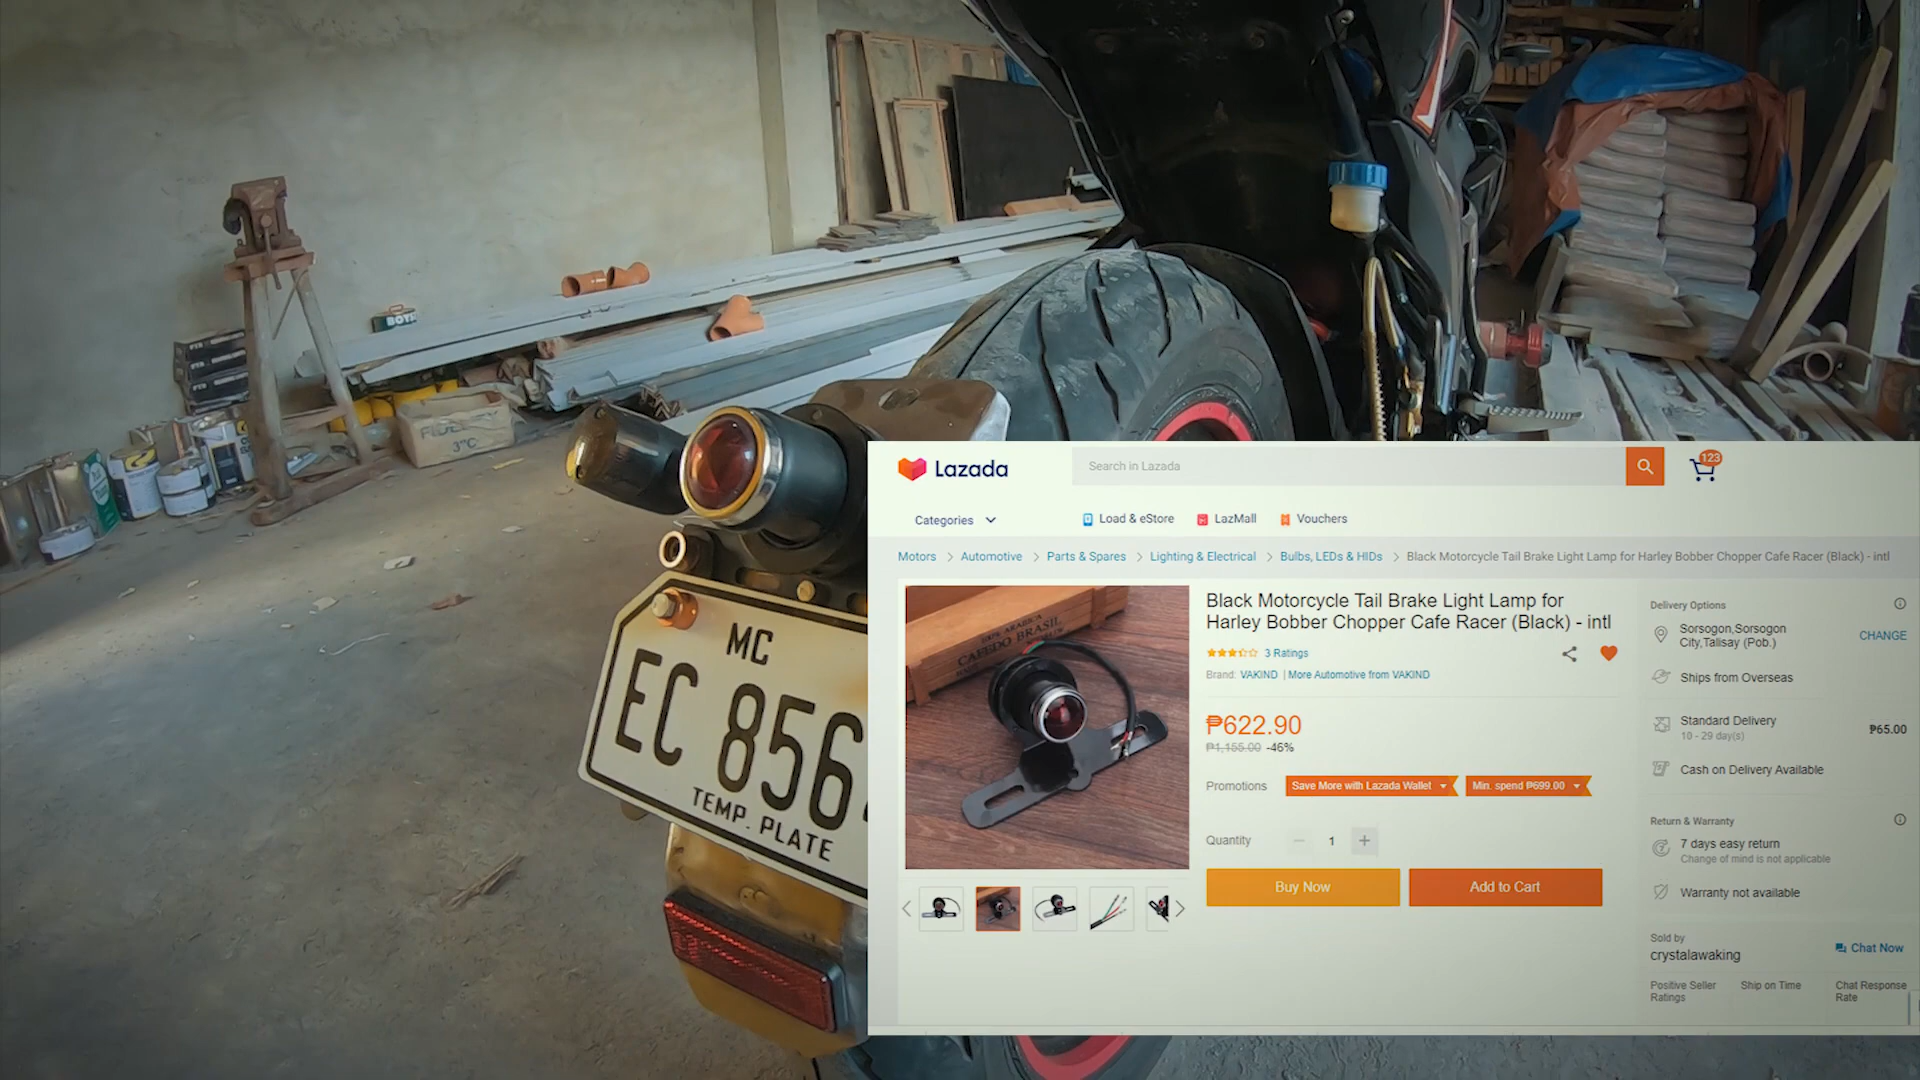 BOYS
FIDEL
3°C
MC
EC 856
TEMP. PLATE
Lazada
Search in Lazada
123
Categories
Load & eStore
LazMall
Vouchers
Motors > Automotive > Parts & Spares > Lighting & Electrical > Bulbs, LEDs & HIDs > Black Motorcycle Tail Brake Light Lamp for Harley Bobber Chopper Cafe Racer (Black) - intl
100% ARABICA
CAFEDO BRASIL
Black Motorcycle Tail Brake Light Lamp for
Harley Bobber Chopper Cafe Racer (Black) - intl
3 Ratings
Brand: VAKIND | More Automotive from VAKIND
₱622.90
₱1,155.00 -46%
Promotions
Save More with Lazada Wallet
Min. spend ₱699.00
Quantity
1
Buy Now
Add to Cart
Delivery Options
Sorsogon,Sorsogon
City,Talisay (Pob.)
CHANGE
Ships from Overseas
Standard Delivery
₱65.00
10 - 29 day(s)
Cash on Delivery Available
Return & Warranty
7 days easy return
Change of mind is not applicable
Warranty not available
Sold by
crystalawaking
Chat Now
Positive Seller
Ratings
Ship on Time
Chat Response
Rate